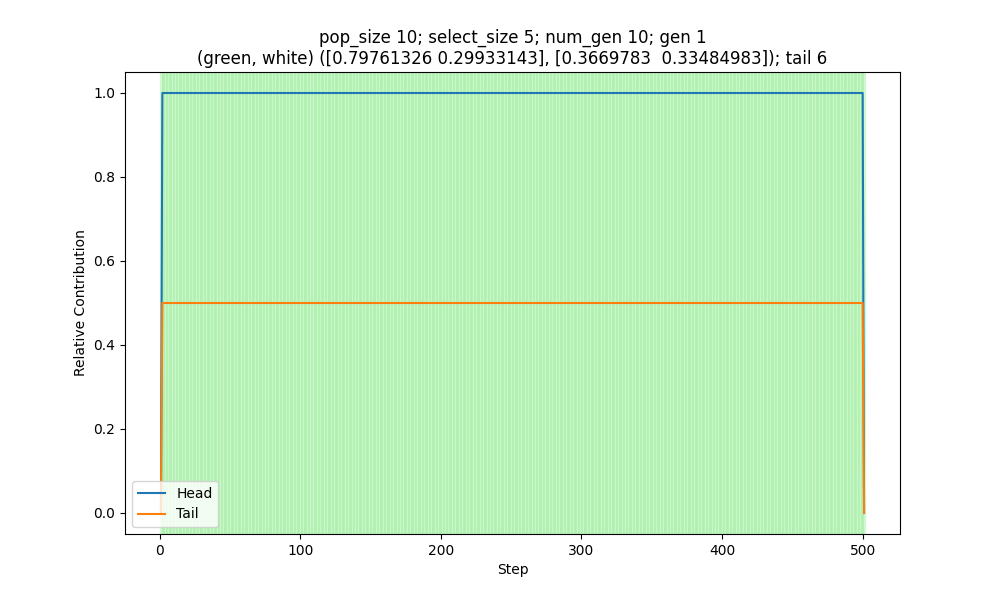 pop_size 10; select_size 5; num_gen 10; gen 1
(green, white) ([0.79761326 0.29933143], [0.3669783  0.33484983]); tail 6
1.0
0.8
0.6
0.4
0.2
0.0
Relative Contribution
Head
Tail
0 100 200 300 400 500
Step